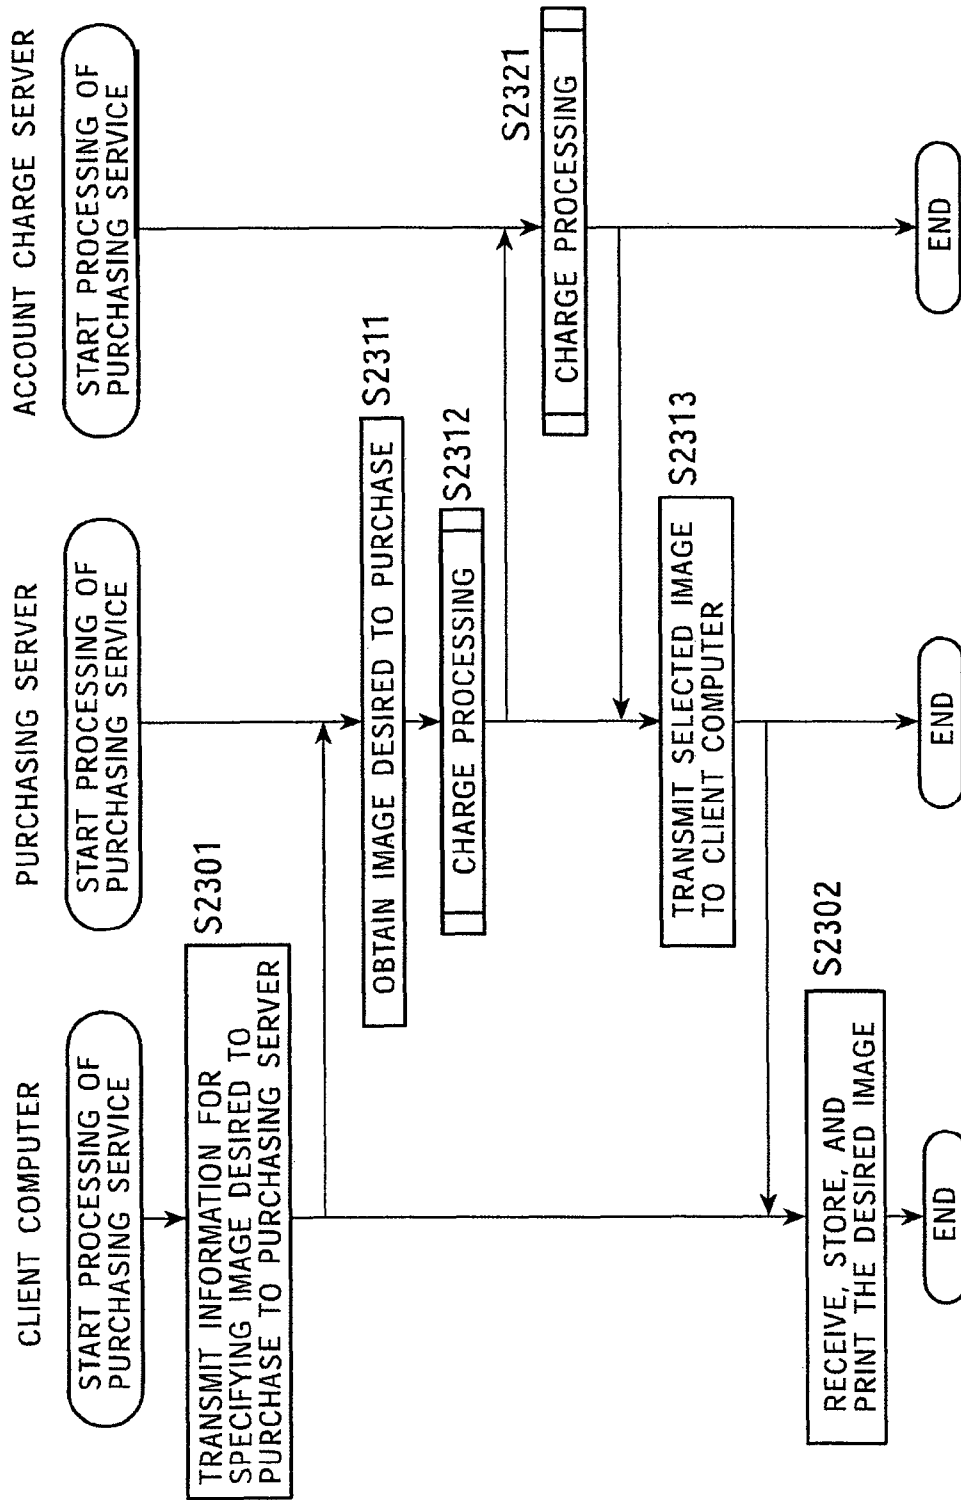 CLIENT COMPUTER
START PROCESSING OF
PURCHASING SERVICE
S2301
TRANSMIT INFORMATION FOR
SPECIFYING IMAGE DESIRED TO
PURCHASE TO PURCHASING SERVER
S2302
RECEIVE, STORE, AND
PRINT THE DESIRED IMAGE
END
PURCHASING SERVER
START PROCESSING OF
PURCHASING SERVICE
S2311
OBTAIN IMAGE DESIRED TO PURCHASE
S2312
CHARGE PROCESSING
S2313
TRANSMIT SELECTED IMAGE
TO CLIENT COMPUTER
END
ACCOUNT CHARGE SERVER
START PROCESSING OF
PURCHASING SERVICE
S2321
CHARGE PROCESSING
END